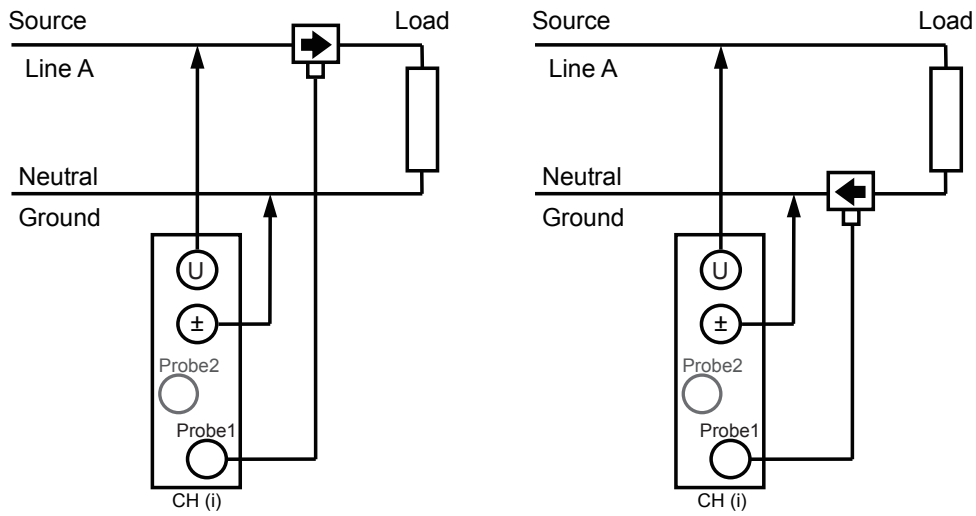 Source Load
Line A
Neutral
Ground
U
±
Probe2
Probe1
CH (i)
Source Load
Line A
Neutral
Ground
U
±
Probe2
Probe1
CH (i)